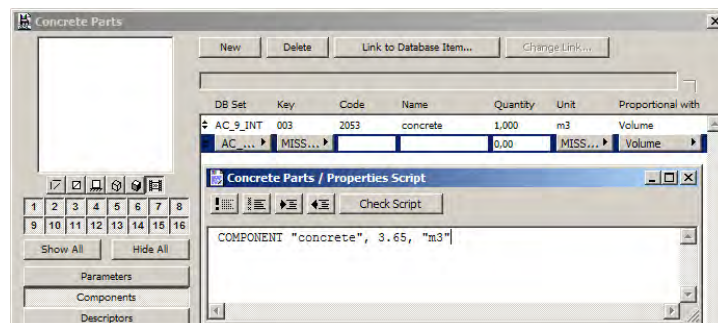 Concrete Parts
New Delete Link to Database Item... Change Link...
DB Set Key Code Name Quantity Unit Proportional with
AC_9_INT 003 2053 concrete 1,000 m3 Volume
AC_... MISS... 0,00 MISS... Volume
Concrete Parts / Properties Script
Check Script
1 2 3 4 5 6 7 8
9 10 11 12 13 14 15 16
COMPONENT "concrete", 3.65, "m3"
Show All Hide All
Parameters
Components
Descriptors